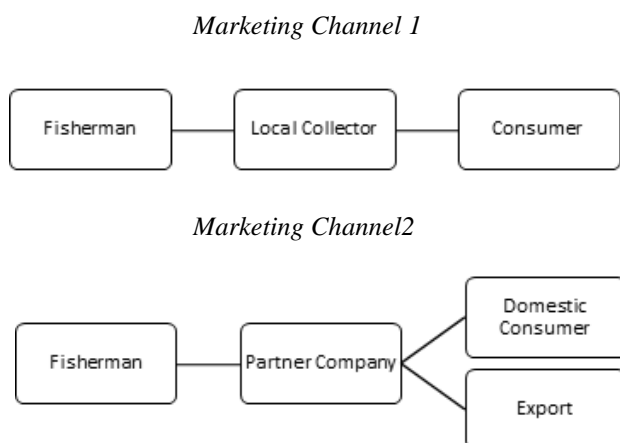 Marketing Channel 1
Fisherman
Local Collector
Consumer
Marketing Channel2
Fisherman
Partner Company
Domestic
Consumer
Export